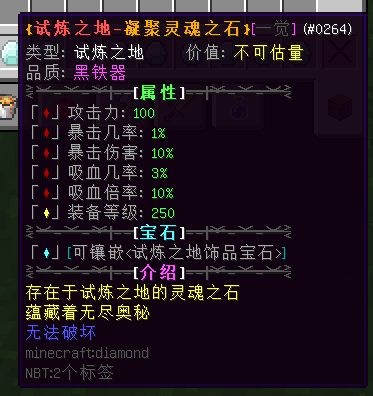 {试炼之地-凝聚灵魂之石}[一觉] (#0264)
类型: 试炼之地 价值: 不可估量
品质: 黑铁器
[属性]
「♦」攻击力: 100
「♦」暴击几率: 1%
「♦」暴击伤害: 10%
「♦」吸血几率: 3%
「♦」吸血倍率: 10%
「♦」装备等级: 250
[宝石]
「♦」[可镶嵌<试炼之地饰品宝石>]
[介绍]
存在于试炼之地的灵魂之石
蕴藏着无尽奥秘
无法破坏
minecraft:diamond
NBT:2个标签